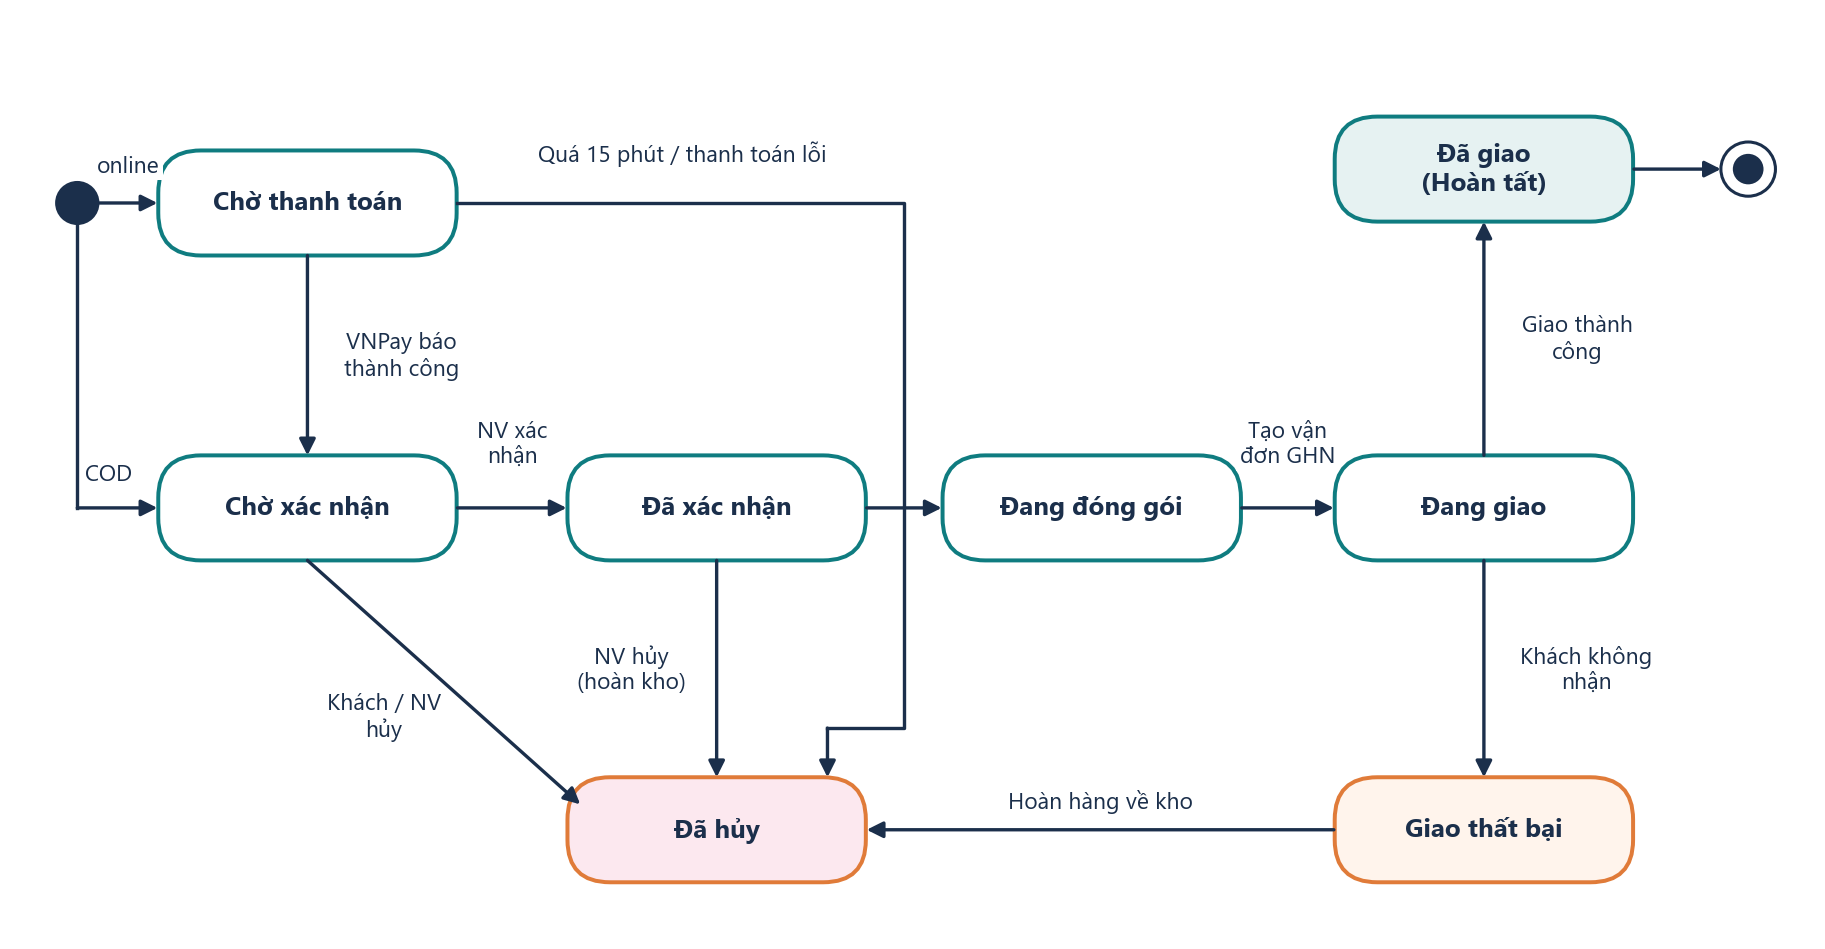 online
Chờ thanh toán
Quá 15 phút / thanh toán lỗi
Đã giao
(Hoàn tất)
VNPay báo
thành công
Giao thành
công
COD
Chờ xác nhận
NV xác
nhận
Đã xác nhận
Đang đóng gói
Tạo vận
đơn GHN
Đang giao
Khách / NV
hủy
NV hủy
(hoàn kho)
Khách không
nhận
Đã hủy
Hoàn hàng về kho
Giao thất bại